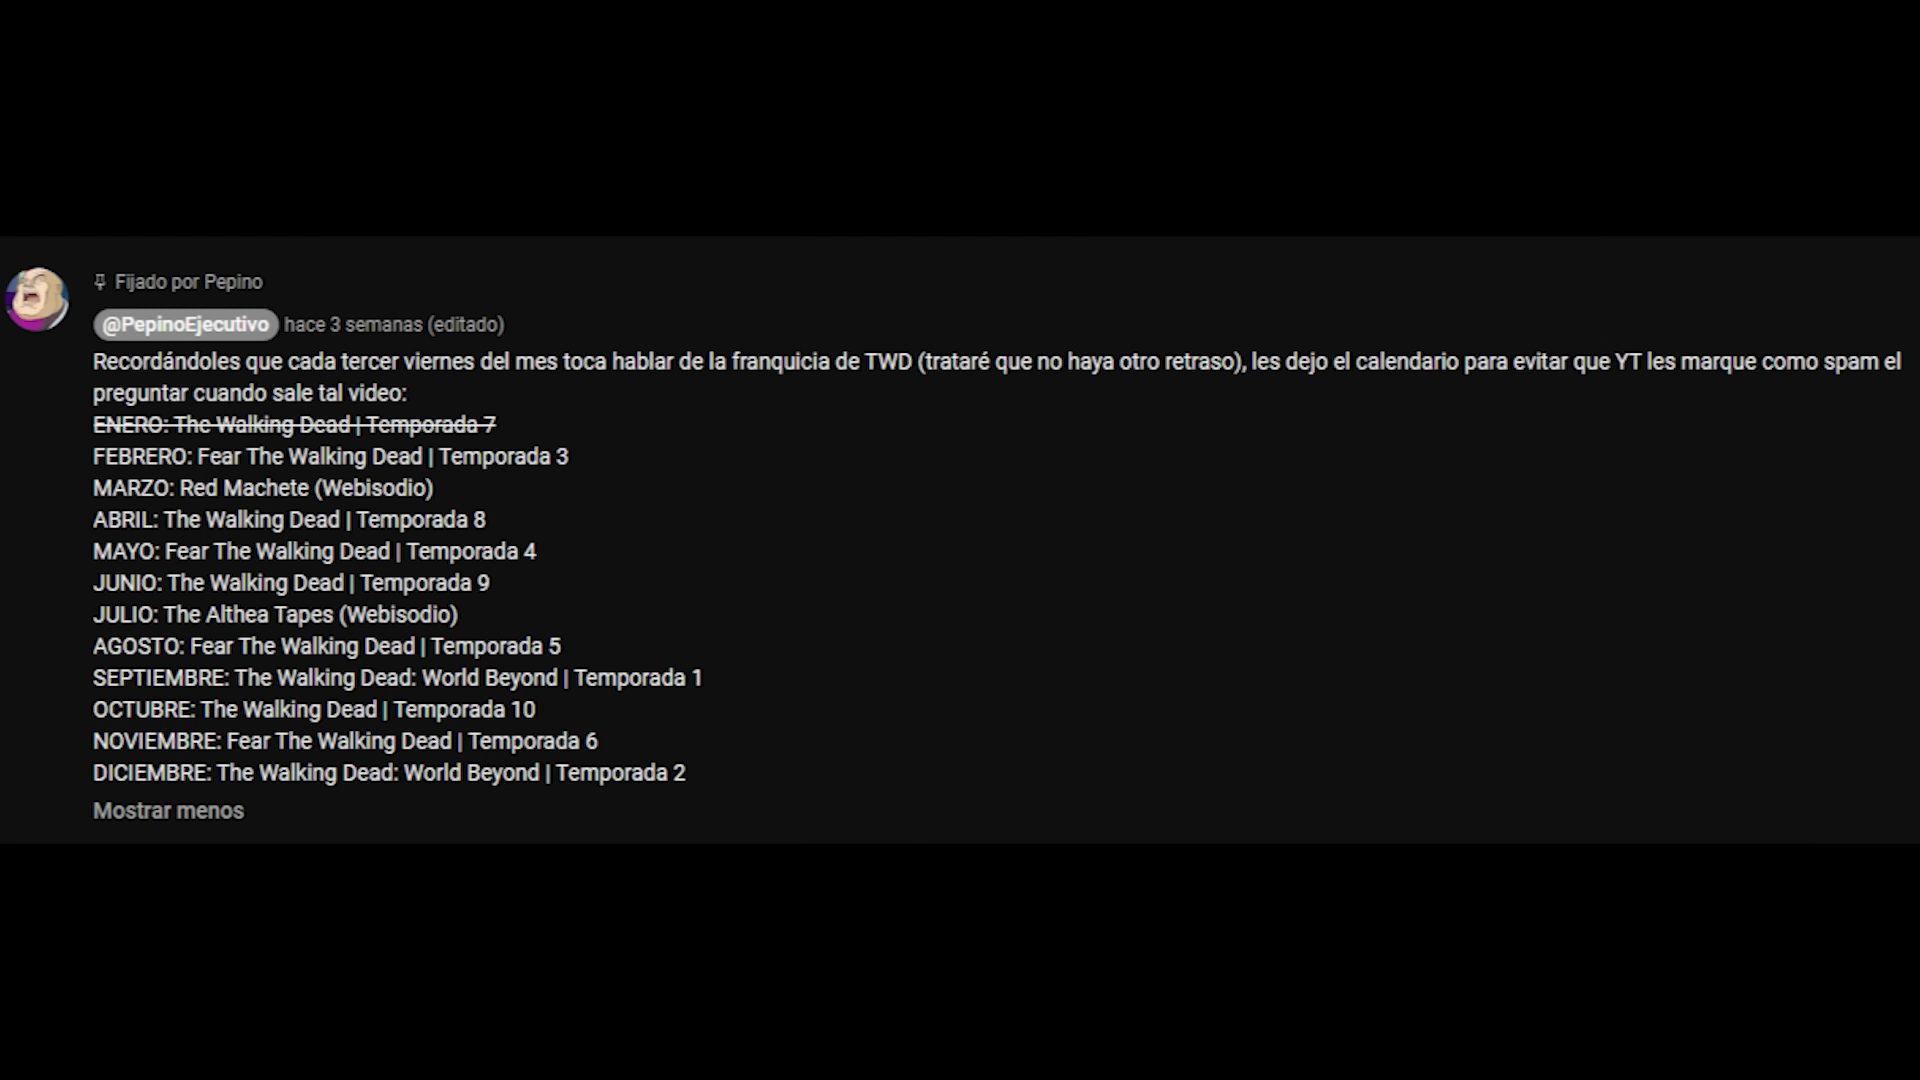 Fijado por Pepino
@PepinoEjecutivo hace 3 semanas (editado)
Recordándoles que cada tercer viernes del mes toca hablar de la franquicia de TWD (trataré que no haya otro retraso), les dejo el calendario para evitar que YT les marque como spam el
preguntar cuando sale tal video:
ENERO: The Walking Dead | Temporada 7
FEBRERO: Fear The Walking Dead | Temporada 3
MARZO: Red Machete (Webisodio)
ABRIL: The Walking Dead | Temporada 8
MAYO: Fear The Walking Dead | Temporada 4
JUNIO: The Walking Dead | Temporada 9
JULIO: The Althea Tapes (Webisodio)
AGOSTO: Fear The Walking Dead | Temporada 5
SEPTIEMBRE: The Walking Dead: World Beyond | Temporada 1
OCTUBRE: The Walking Dead | Temporada 10
NOVIEMBRE: Fear The Walking Dead | Temporada 6
DICIEMBRE: The Walking Dead: World Beyond | Temporada 2
Mostrar menos